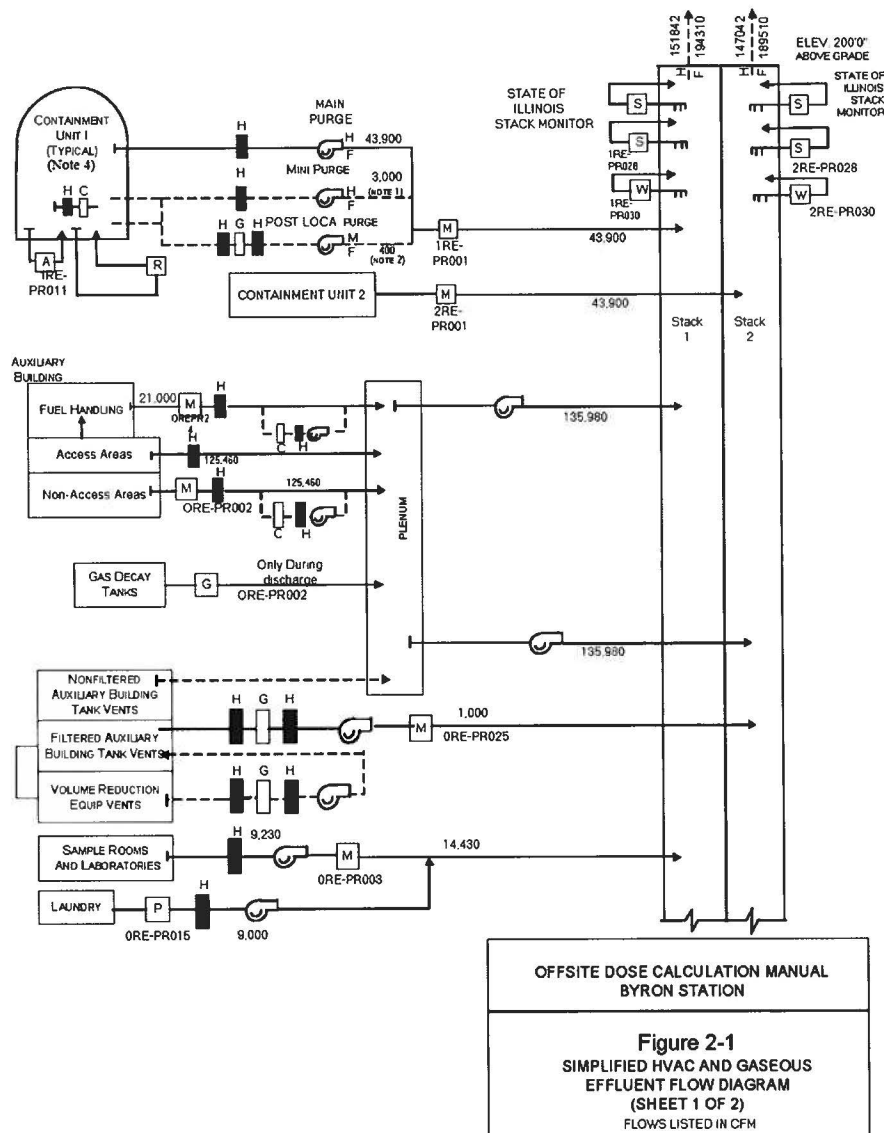 151842
194310
147042
189510
H
F
H
F
ELEV. 200'0"
ABOVE GRADE
STATE OF
ILLINOIS
STACK MONITOR
STATE OF
ILLINOIS
STACK
MONITOR
S
S
S
S
1RE-
PR028
2RE-PR028
W
W
1RE-
PR030
2RE-PR030
CONTAINMENT
UNIT 1
(TYPICAL)
(Note 4)
H C
A
1RE-
PR011
R
MAIN
PURGE
H
H
F
43,900
MINI PURGE
H
H
F
3,000
(NOTE 1)
POST LOCA PURGE
H G H
M
F
400
(NOTE 2)
M
1RE-
PR001
43,900
CONTAINMENT UNIT 2
M
2RE-
PR001
43,900
Stack
1
Stack
2
AUXILIARY
BUILDING
FUEL HANDLING
21,000
M
OREPR2
H
C
H
Access Areas
H
125,460
Non-Access Areas
M
H
ORE-PR002
125,460
C
H
PLENUM
135,980
GAS DECAY
TANKS
G
Only During
discharge
ORE-PR002
135,980
NONFILTERED
AUXILIARY BUILDING
TANK VENTS
FILTERED AUXILIARY
BUILDING TANK VENTS
H G H
M
1,000
0RE-PR025
VOLUME REDUCTION
EQUIP VENTS
H G H
SAMPLE ROOMS
AND LABORATORIES
H
9,230
M
0RE-PR003
14,430
LAUNDRY
P
0RE-PR015
H
9,000
OFFSITE DOSE CALCULATION MANUAL
BYRON STATION
Figure 2-1
SIMPLIFIED HVAC AND GASEOUS
EFFLUENT FLOW DIAGRAM
(SHEET 1 OF 2)
FLOWS LISTED IN CFM